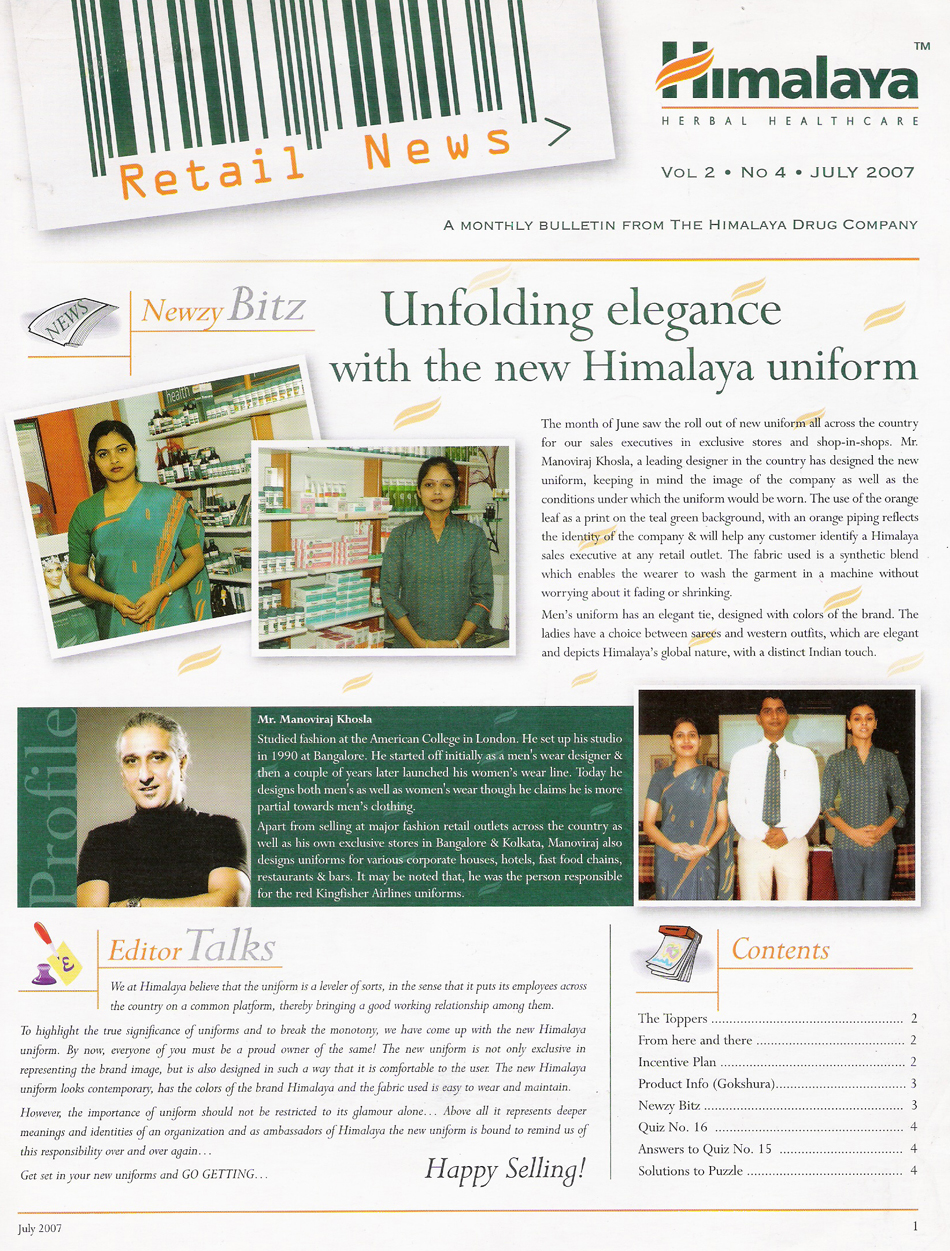 Retail News >
Himalaya™
HERBAL HEALTHCARE
VOL 2 • NO 4 • JULY 2007
A MONTHLY BULLETIN FROM THE HIMALAYA DRUG COMPANY
NEWS
Newzy Bitz
Unfolding elegance
with the new Himalaya uniform
health
The month of June saw the roll out of new uniform all across the country
for our sales executives in exclusive stores and shop-in-shops. Mr.
Manoviraj Khosla, a leading designer in the country has designed the new
uniform, keeping in mind the image of the company as well as the
conditions under which the uniform would be worn. The use of the orange
leaf as a print on the teal green background, with an orange piping reflects
the identity of the company & will help any customer identify a Himalaya
sales executive at any retail outlet. The fabric used is a synthetic blend
which enables the wearer to wash the garment in a machine without
worrying about it fading or shrinking.
Men's uniform has an elegant tie, designed with colors of the brand. The
ladies have a choice between sarees and western outfits, which are elegant
and depicts Himalaya's global nature, with a distinct Indian touch.
Profile
Mr. Manoviraj Khosla
Studied fashion at the American College in London. He set up his studio
in 1990 at Bangalore. He started off initially as a men's wear designer &
then a couple of years later launched his women's wear line. Today he
designs both men's as well as women's wear though he claims he is more
partial towards men's clothing.
Apart from selling at major fashion retail outlets across the country as
well as his own exclusive stores in Bangalore & Kolkata, Manoviraj also
designs uniforms for various corporate houses, hotels, fast food chains,
restaurants & bars. It may be noted that, he was the person responsible
for the red Kingfisher Airlines uniforms.
Editor Talks
We at Himalaya believe that the uniform is a leveler of sorts, in the sense that it puts its employees across
the country on a common platform, thereby bringing a good working relationship among them.
To highlight the true significance of uniforms and to break the monotony, we have come up with the new Himalaya
uniform. By now, everyone of you must be a proud owner of the same! The new uniform is not only exclusive in
representing the brand image, but is also designed in such a way that it is comfortable to the user. The new Himalaya
uniform looks contemporary, has the colors of the brand Himalaya and the fabric used is easy to wear and maintain.
However, the importance of uniform should not be restricted to its glamour alone… Above all it represents deeper
meanings and identities of an organization and as ambassadors of Himalaya the new uniform is bound to remind us of
this responsibility over and over again…
Get set in your new uniforms and GO GETTING…
Happy Selling!
Contents
The Toppers ................................................ 2
From here and there ...................................... 2
Incentive Plan ................................................ 2
Product Info (Gokshura)................................. 3
Newzy Bitz .................................................. 3
Quiz No. 16 ................................................ 4
Answers to Quiz No. 15 ................................ 4
Solutions to Puzzle ........................................ 4
July 2007
1